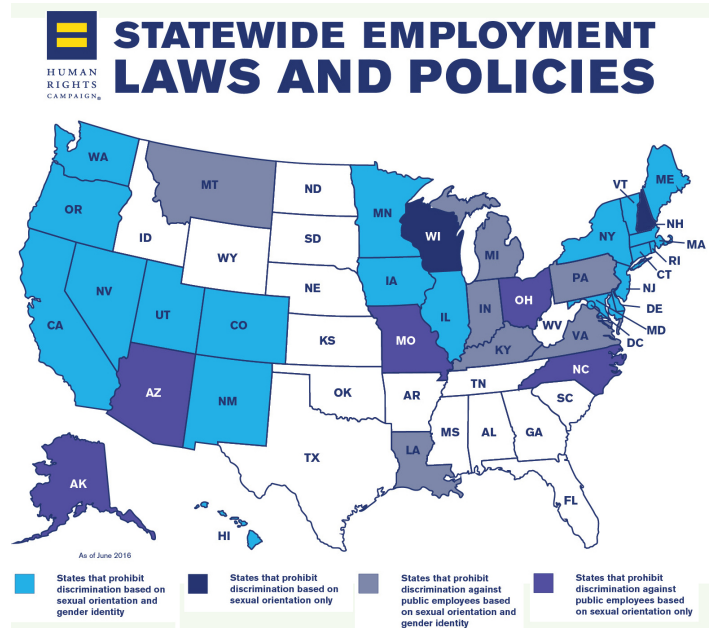 STATEWIDE EMPLOYMENT
LAWS AND POLICIES
HUMAN
RIGHTS
CAMPAIGN®
WA
MT
ND
MN
VT
ME
OR
ID
SD
WI
NY
NH
MA
WY
MI
RI
CT
NV
NE
IA
PA
NJ
CA
UT
CO
IL
IN
OH
DE
MD
WV
DC
KS
MO
KY
VA
AZ
NM
OK
AR
TN
NC
SC
TX
LA
MS
AL
GA
AK
HI
FL
As of June 2016
States that prohibit
discrimination based on
sexual orientation and
gender identity
States that prohibit
discrimination based on
sexual orientation only
States that prohibit
discrimination against
public employees based on
sexual orientation and
gender identity
States that prohibit
discrimination against
public employees based
on sexual orientation only